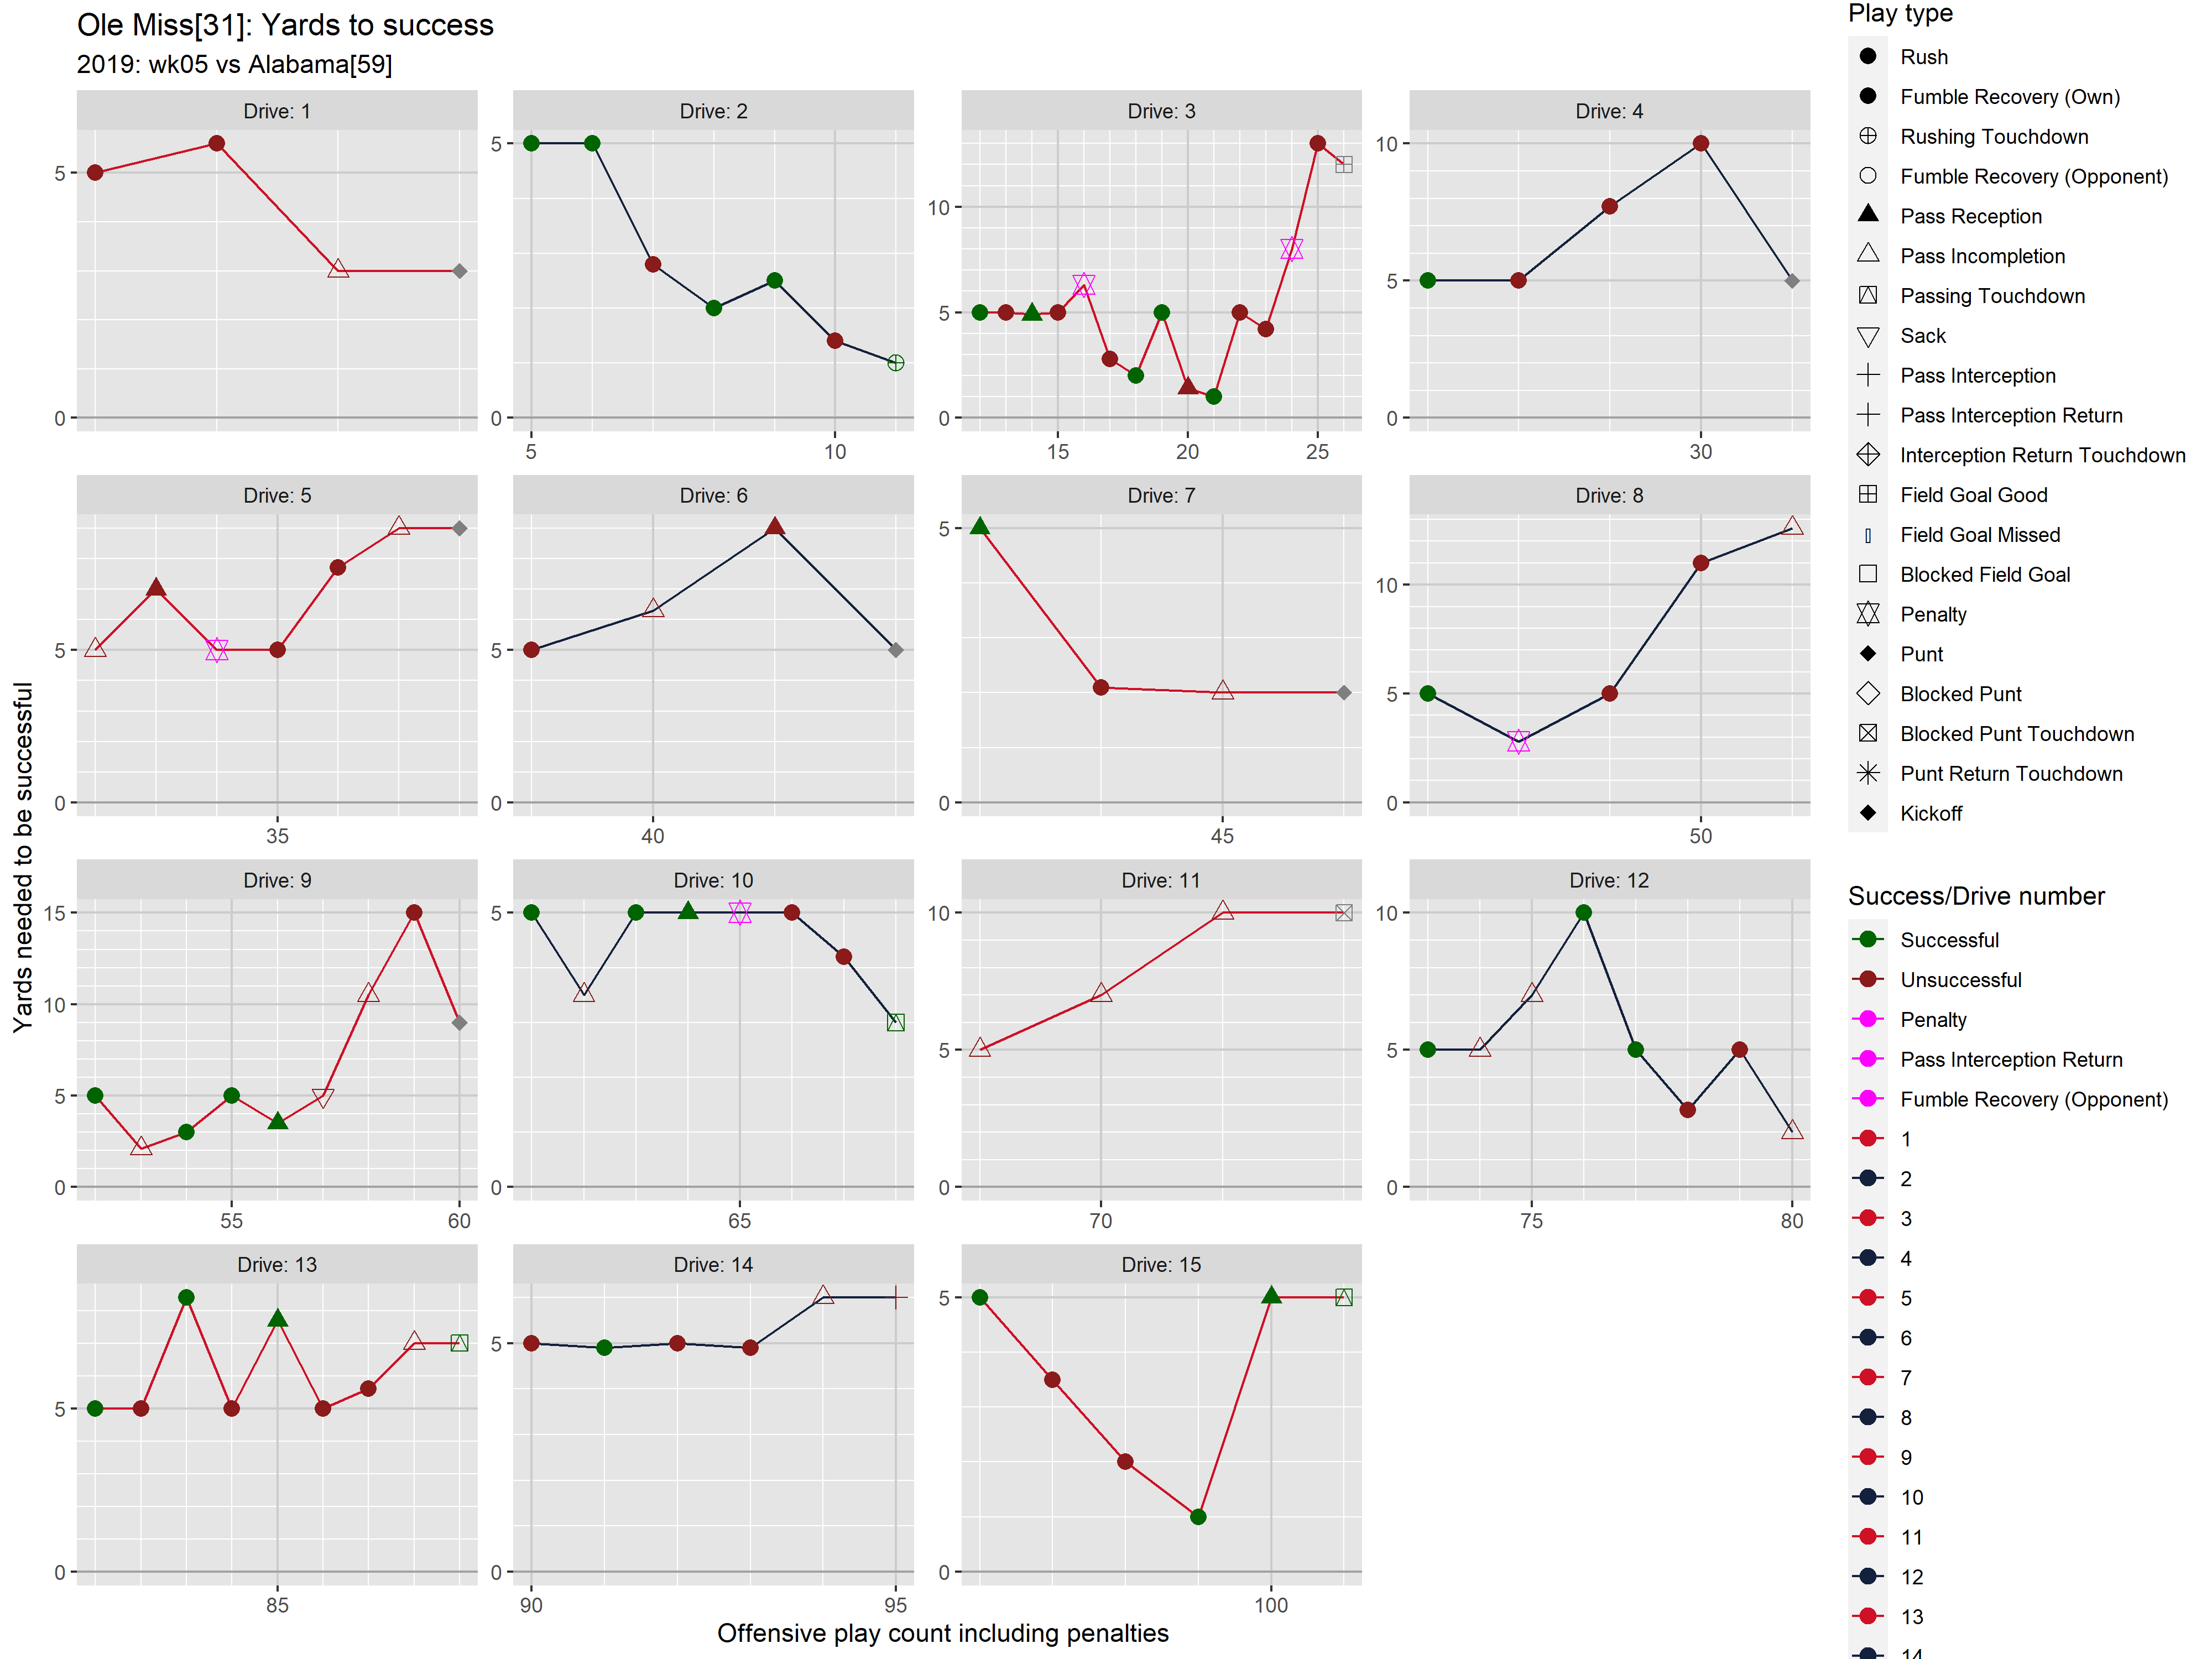 Ole Miss[31]: Yards to success
2019: wk05 vs Alabama[59]
Yards needed to be successful
Drive: 1
5
0
Drive: 2
5
0
5
10
Drive: 3
10
5
0
15
20
25
Drive: 4
10
5
0
30
Drive: 5
5
0
35
Drive: 6
5
0
40
Drive: 7
5
0
45
Drive: 8
10
5
0
50
Drive: 9
15
10
5
0
55
60
Drive: 10
5
0
65
Drive: 11
10
5
0
70
Drive: 12
10
5
0
75
80
Drive: 13
5
0
85
Drive: 14
5
0
90
95
Drive: 15
5
0
100
Offensive play count including penalties
Play type
Rush
Fumble Recovery (Own)
Rushing Touchdown
Fumble Recovery (Opponent)
Pass Reception
Pass Incompletion
Passing Touchdown
Sack
Pass Interception
Pass Interception Return
Interception Return Touchdown
Field Goal Good
Field Goal Missed
Blocked Field Goal
Penalty
Punt
Blocked Punt
Blocked Punt Touchdown
Punt Return Touchdown
Kickoff
Success/Drive number
Successful
Unsuccessful
Penalty
Pass Interception Return
Fumble Recovery (Opponent)
1
2
3
4
5
6
7
8
9
10
11
12
13
14